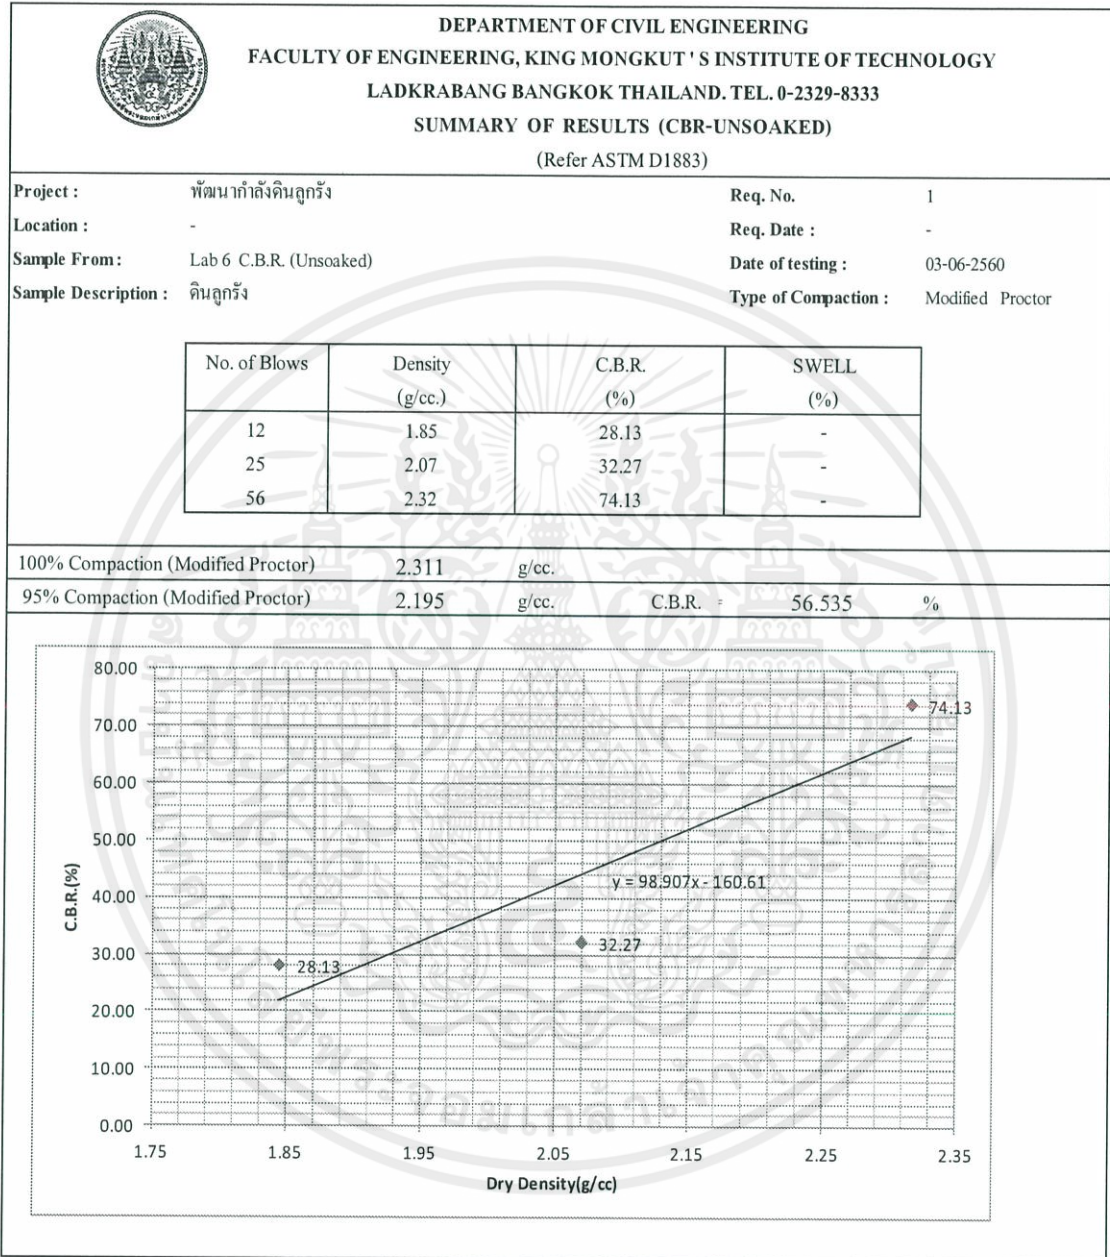 DEPARTMENT OF CIVIL ENGINEERING
FACULTY OF ENGINEERING, KING MONGKUT ' S INSTITUTE OF TECHNOLOGY
LADKRABANG BANGKOK THAILAND. TEL. 0-2329-8333
SUMMARY OF RESULTS (CBR-UNSOAKED)
(Refer ASTM D1883)
Project : พัฒนากำลังดินลูกรัง Req. No. 1
Location : - Req. Date : -
Sample From : Lab 6 C.B.R. (Unsoaked) Date of testing : 03-06-2560
Sample Description : ดินลูกรัง Type of Compaction : Modified Proctor
No. of Blows Density C.B.R. SWELL
(g/cc.) (%) (%)
12 1.85 28.13 -
25 2.07 32.27 -
56 2.32 74.13 -
100% Compaction (Modified Proctor) 2.311 g/cc.
95% Compaction (Modified Proctor) 2.195 g/cc. C.B.R. = 56.535 %
80.00
70.00
60.00
50.00
40.00
30.00
20.00
10.00
0.00
C.B.R.(%)
74.13
y = 98.907x - 160.61
32.27
28.13
1.75 1.85 1.95 2.05 2.15 2.25 2.35
Dry Density(g/cc)